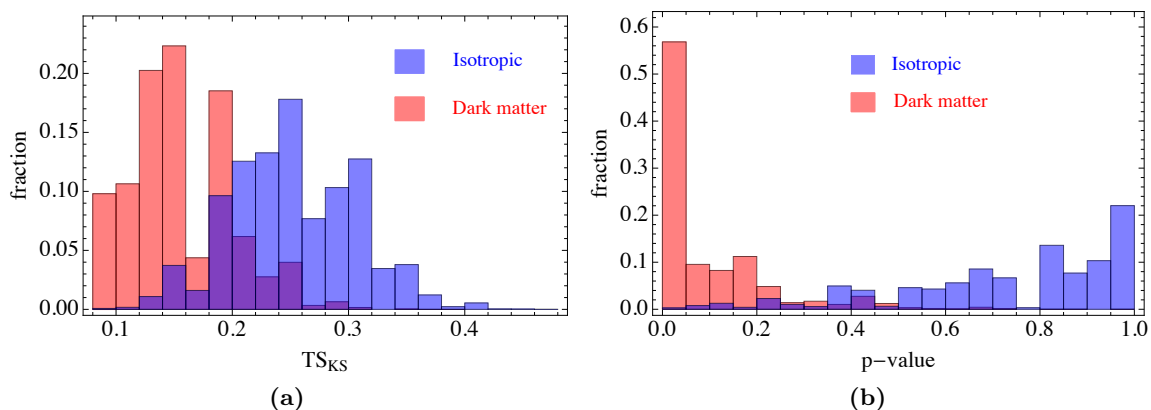 fraction
0.20
0.15
0.10
0.05
0.00
Isotropic
Dark matter
0.1 0.2 0.3 0.4
TS_KS
(a)
fraction
0.6
0.5
0.4
0.3
0.2
0.1
0.0
Isotropic
Dark matter
0.0 0.2 0.4 0.6 0.8 1.0
p−value
(b)